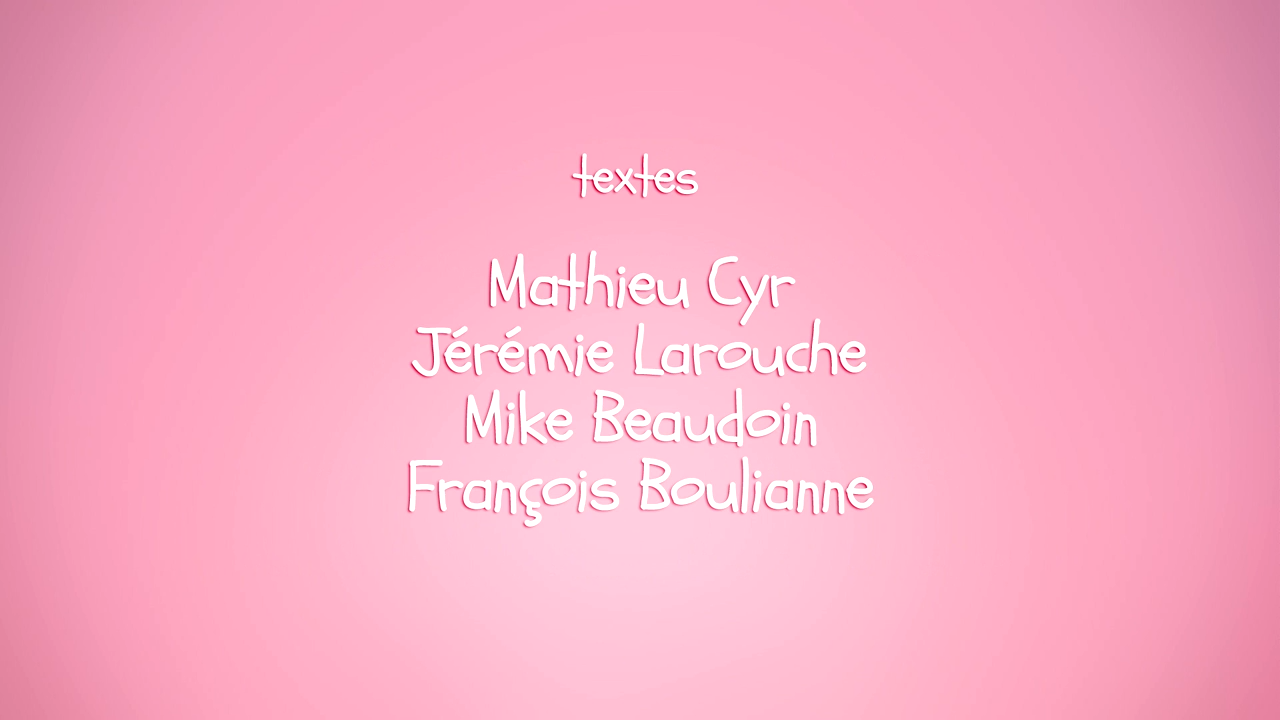 textes
Mathieu Cyr
Jérémie Larouche
Mike Beaudoin
François Boulianne